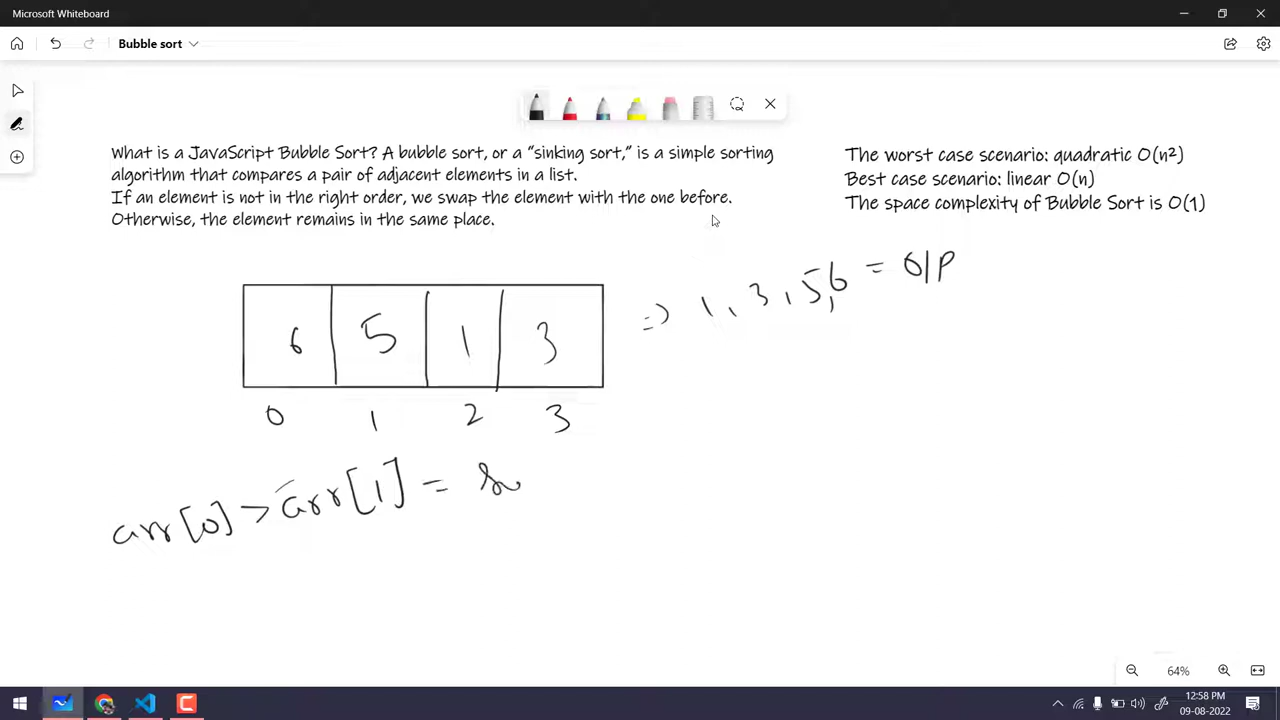 Microsoft Whiteboard
Bubble sort
What is a JavaScript Bubble Sort? A bubble sort, or a “sinking sort,” is a simple sorting
algorithm that compares a pair of adjacent elements in a list.
If an element is not in the right order, we swap the element with the one before.
Otherwise, the element remains in the same place.
The worst case scenario: quadratic O(n²)
Best case scenario: linear O(n)
The space complexity of Bubble Sort is O(1)
=> 1, 3, 5, 6 = O/P
6 5 1 3
0 1 2 3
arr[0] > arr[1] =
64%
12:58 PM
09-08-2022